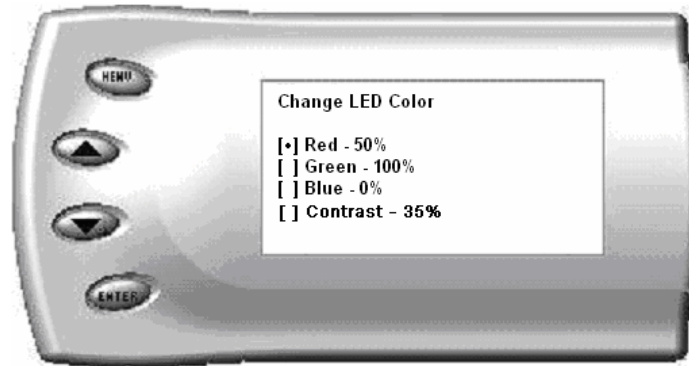 MENU
Change LED Color
[•] Red - 50%
[ ] Green - 100%
[ ] Blue - 0%
[ ] Contrast – 35%
ENTER